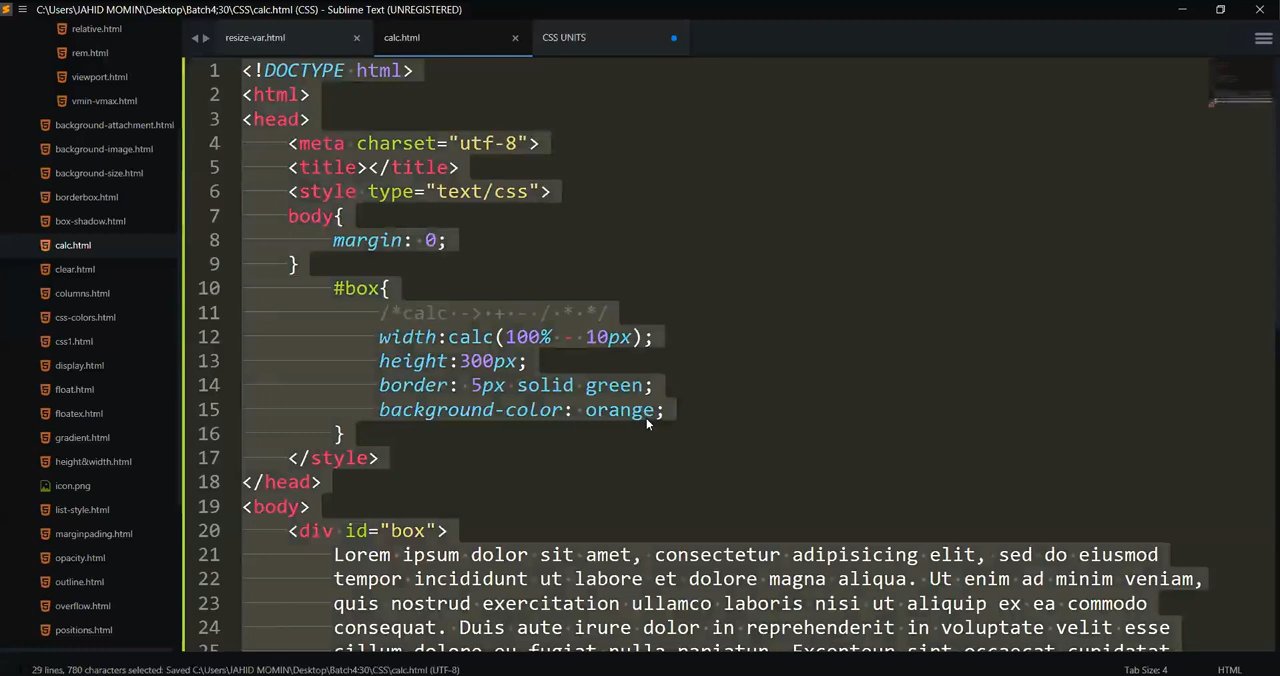 C:\Users\JAHID MOMIN\Desktop\Batch4;30\CSS\calc.html (CSS) - Sublime Text (UNREGISTERED)
relative.html
rem.html
viewport.html
vmin-vmax.html
background-attachment.html
background-image.html
background-size.html
borderbox.html
box-shadow.html
calc.html
clear.html
columns.html
css-colors.html
css1.html
display.html
float.html
floatex.html
gradient.html
height&width.html
icon.png
list-style.html
marginpading.html
opacity.html
outline.html
overflow.html
positions.html
resize-var.html × calc.html × CSS UNITS
1 <!DOCTYPE html>
2 <html>
3 <head>
4 <meta charset="utf-8">
5 <title></title>
6 <style type="text/css">
7 body{
8 margin: 0;
9 }
10 #box{
11 /*calc -> + - / * */
12 width:calc(100% - 10px);
13 height:300px;
14 border: 5px solid green;
15 background-color: orange;
16 }
17 </style>
18 </head>
19 <body>
20 <div id="box">
21 Lorem ipsum dolor sit amet, consectetur adipisicing elit, sed do eiusmod
22 tempor incididunt ut labore et dolore magna aliqua. Ut enim ad minim veniam,
23 quis nostrud exercitation ullamco laboris nisi ut aliquip ex ea commodo
24 consequat. Duis aute irure dolor in reprehenderit in voluptate velit esse
cillum dolore eu fugiat nulla pariatur. Excepteur sint occaecat cupidatat
29 lines, 780 characters selected: Saved C:\Users\JAHID MOMIN\Desktop\Batch4;30\CSS\calc.html (UTF-8) Tab Size: 4 HTML